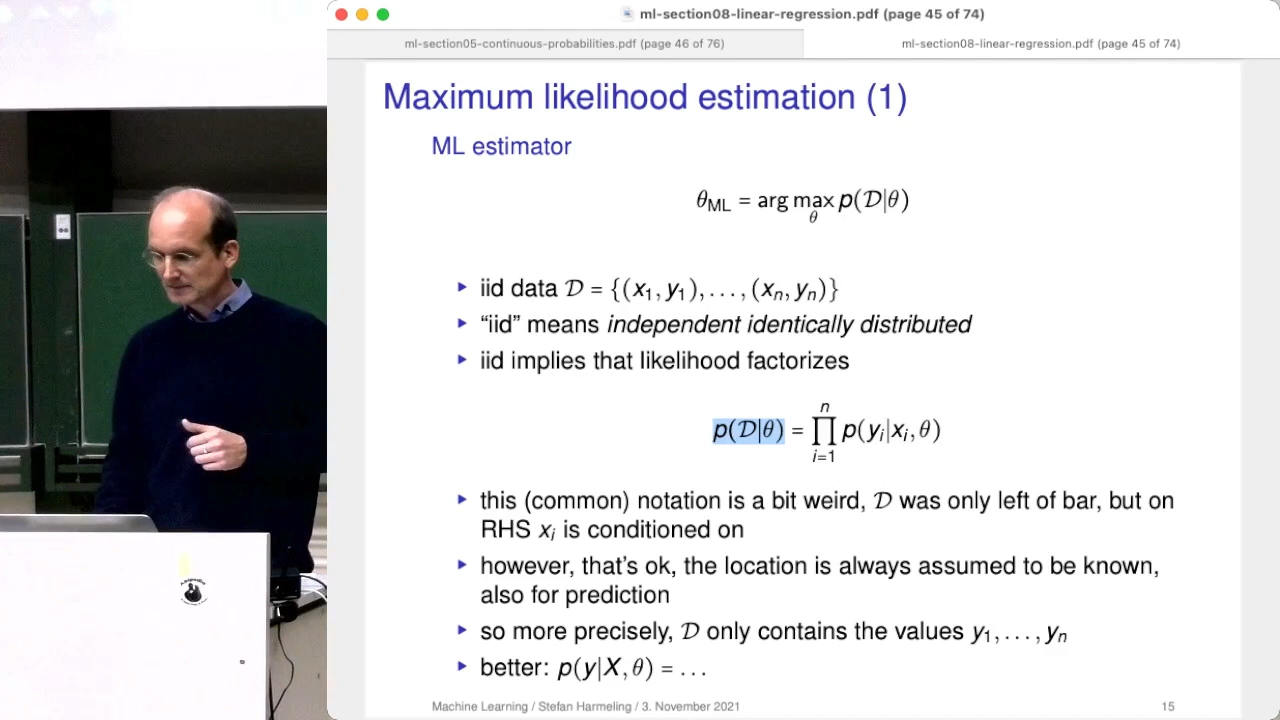 ml-section08-linear-regression.pdf (page 45 of 74)
ml-section05-continuous-probabilities.pdf (page 46 of 76)
ml-section08-linear-regression.pdf (page 45 of 74)
Maximum likelihood estimation (1)
ML estimator
θ_ML = arg max_θ p(𝒟|θ)
▶ iid data 𝒟 = {(x₁, y₁), . . . , (xₙ, yₙ)}
▶ “iid” means independent identically distributed
▶ iid implies that likelihood factorizes
p(𝒟|θ) = ∏_{i=1}^{n} p(y_i|x_i, θ)
▶ this (common) notation is a bit weird, 𝒟 was only left of bar, but on
RHS x_i is conditioned on
▶ however, that’s ok, the location is always assumed to be known,
also for prediction
▶ so more precisely, 𝒟 only contains the values y₁, . . . , yₙ
▶ better: p(y|X, θ) = . . .
Machine Learning / Stefan Harmeling / 3. November 2021
15